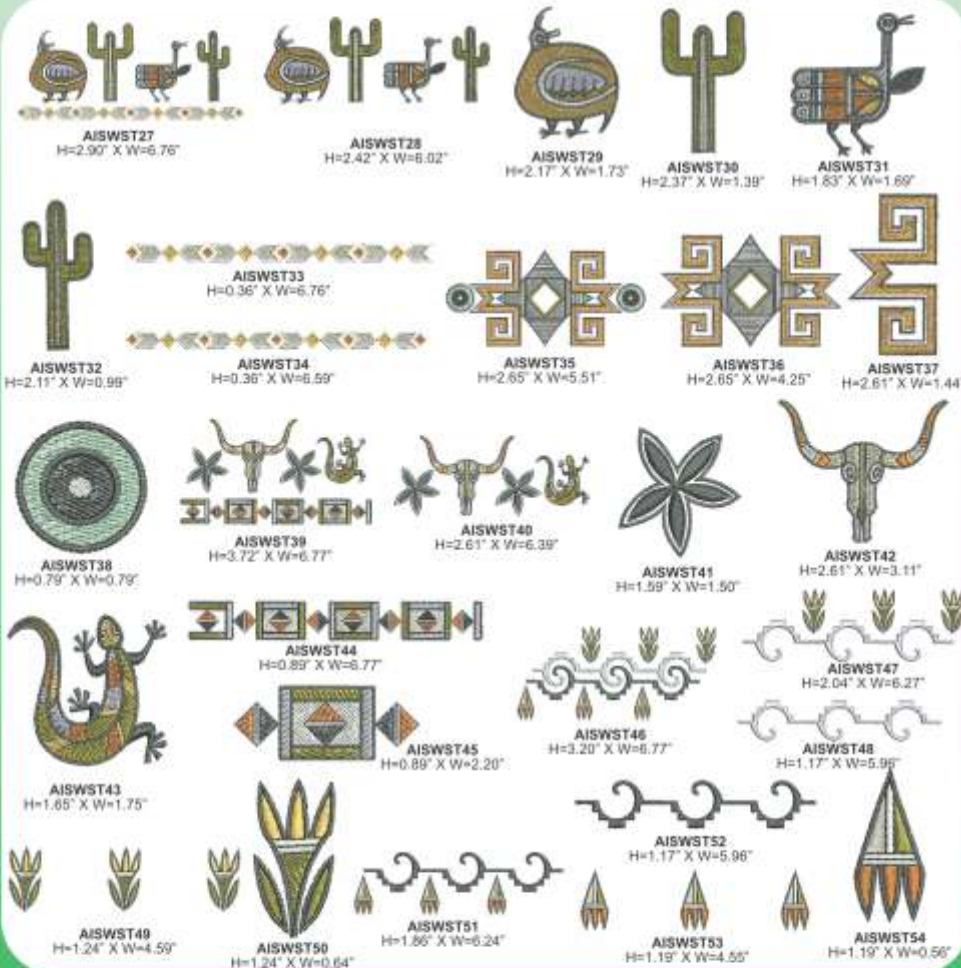 AISWST27
H=2.90" X W=6.76"
AISWST28
H=2.42" X W=6.02"
AISWST29
H=2.17" X W=1.73"
AISWST30
H=2.37" X W=1.39"
AISWST31
H=1.83" X W=1.69"
AISWST32
H=2.11" X W=0.99"
AISWST33
H=0.36" X W=6.76"
AISWST34
H=0.36" X W=6.59"
AISWST35
H=2.65" X W=5.51"
AISWST36
H=2.65" X W=4.25"
AISWST37
H=2.61" X W=1.44"
AISWST38
H=0.79" X W=0.79"
AISWST39
H=3.72" X W=6.77"
AISWST40
H=2.61" X W=6.39"
AISWST41
H=1.59" X W=1.50"
AISWST42
H=2.61" X W=3.11"
AISWST43
H=1.65" X W=1.75"
AISWST44
H=0.89" X W=6.77"
AISWST45
H=0.89" X W=2.20"
AISWST46
H=3.20" X W=6.77"
AISWST47
H=2.04" X W=6.27"
AISWST48
H=1.17" X W=5.96"
AISWST49
H=1.24" X W=4.59"
AISWST50
H=1.24" X W=0.64"
AISWST51
H=1.86" X W=6.24"
AISWST52
H=1.17" X W=5.96"
AISWST53
H=1.19" X W=4.55"
AISWST54
H=1.19" X W=0.56"